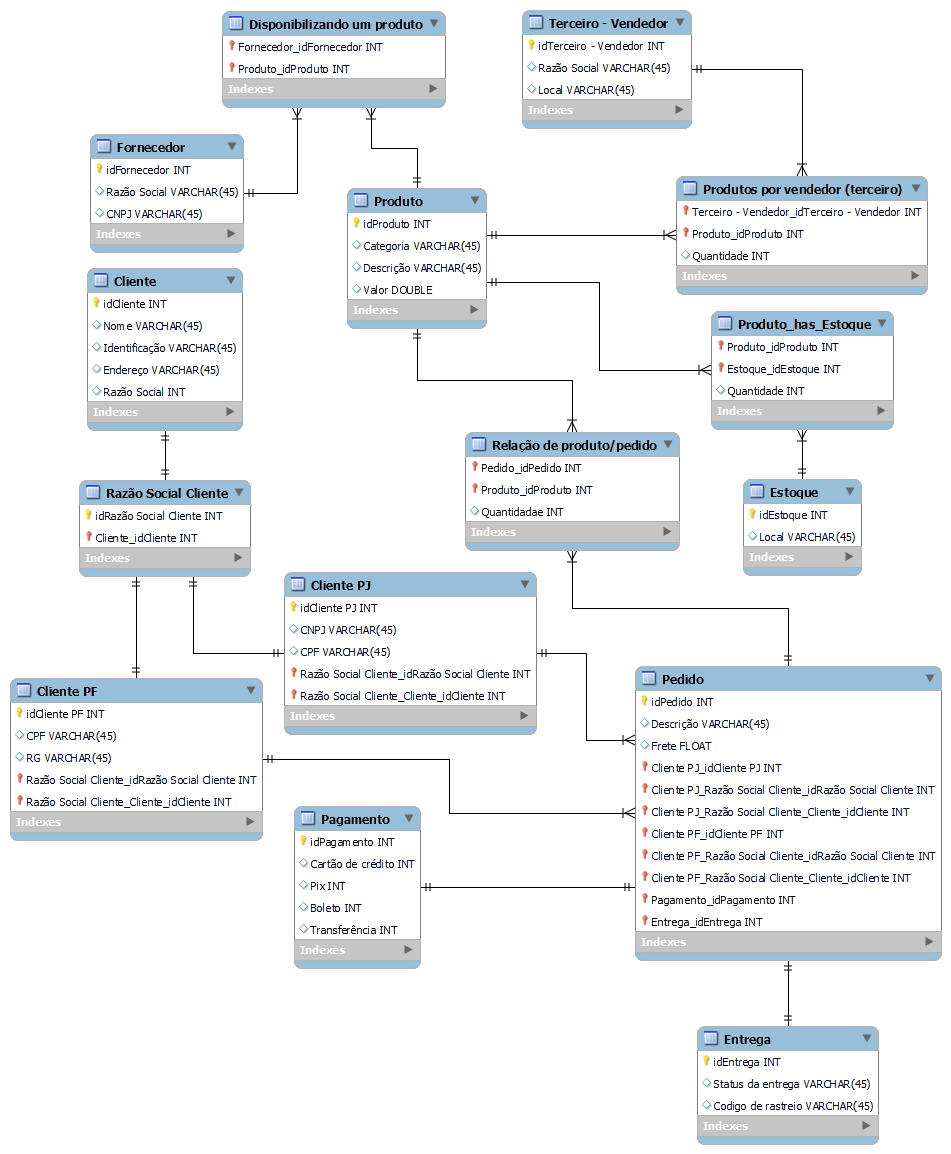 Disponibilizando um produto
Fornecedor_idFornecedor INT
Produto_idProduto INT
Indexes
Terceiro - Vendedor
idTerceiro - Vendedor INT
Razão Social VARCHAR(45)
Local VARCHAR(45)
Indexes
Fornecedor
idFornecedor INT
Razão Social VARCHAR(45)
CNPJ VARCHAR(45)
Indexes
Produto
idProduto INT
Categoria VARCHAR(45)
Descrição VARCHAR(45)
Valor DOUBLE
Indexes
Produtos por vendedor (terceiro)
Terceiro - Vendedor_idTerceiro - Vendedor INT
Produto_idProduto INT
Quantidade INT
Indexes
Cliente
idCliente INT
Nome VARCHAR(45)
Identificação VARCHAR(45)
Endereço VARCHAR(45)
Razão Social INT
Indexes
Produto_has_Estoque
Produto_idProduto INT
Estoque_idEstoque INT
Quantidade INT
Indexes
Relação de produto/pedido
Pedido_idPedido INT
Produto_idProduto INT
Quantidadae INT
Indexes
Razão Social Cliente
idRazão Social Cliente INT
Cliente_idCliente INT
Indexes
Estoque
idEstoque INT
Local VARCHAR(45)
Indexes
Cliente PJ
idCliente PJ INT
CNPJ VARCHAR(45)
CPF VARCHAR(45)
Razão Social Cliente_idRazão Social Cliente INT
Razão Social Cliente_Cliente_idCliente INT
Indexes
Cliente PF
idCliente PF INT
CPF VARCHAR(45)
RG VARCHAR(45)
Razão Social Cliente_idRazão Social Cliente INT
Razão Social Cliente_Cliente_idCliente INT
Indexes
Pedido
idPedido INT
Descrição VARCHAR(45)
Frete FLOAT
Cliente PJ_idCliente PJ INT
Cliente PJ_Razão Social Cliente_idRazão Social Cliente INT
Cliente PJ_Razão Social Cliente_Cliente_idCliente INT
Cliente PF_idCliente PF INT
Cliente PF_Razão Social Cliente_idRazão Social Cliente INT
Cliente PF_Razão Social Cliente_Cliente_idCliente INT
Pagamento_idPagamento INT
Entrega_idEntrega INT
Indexes
Pagamento
idPagamento INT
Cartão de crédito INT
Pix INT
Boleto INT
Transferência INT
Indexes
Entrega
idEntrega INT
Status da entrega VARCHAR(45)
Codigo de rastreio VARCHAR(45)
Indexes